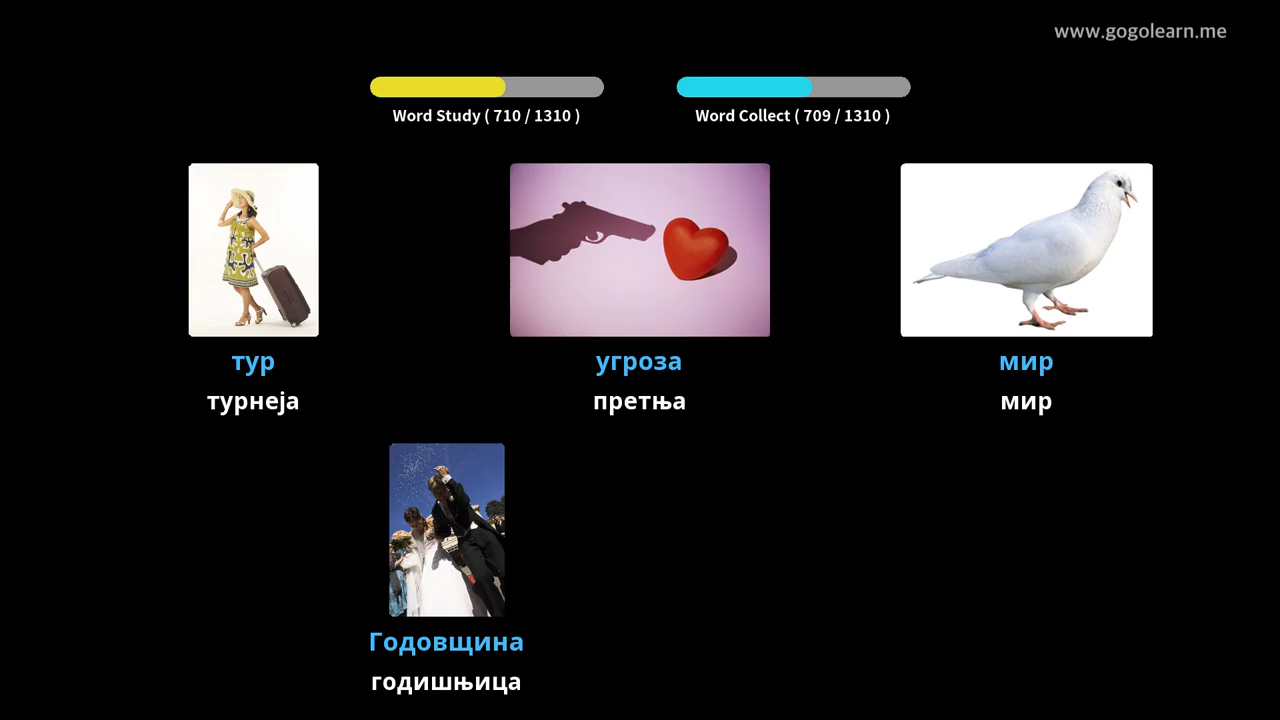 www.gogolearn.me
Word Study ( 710 / 1310 )
Word Collect ( 709 / 1310 )
тур
турнеја
угроза
претња
мир
мир
Годовщина
годишњица